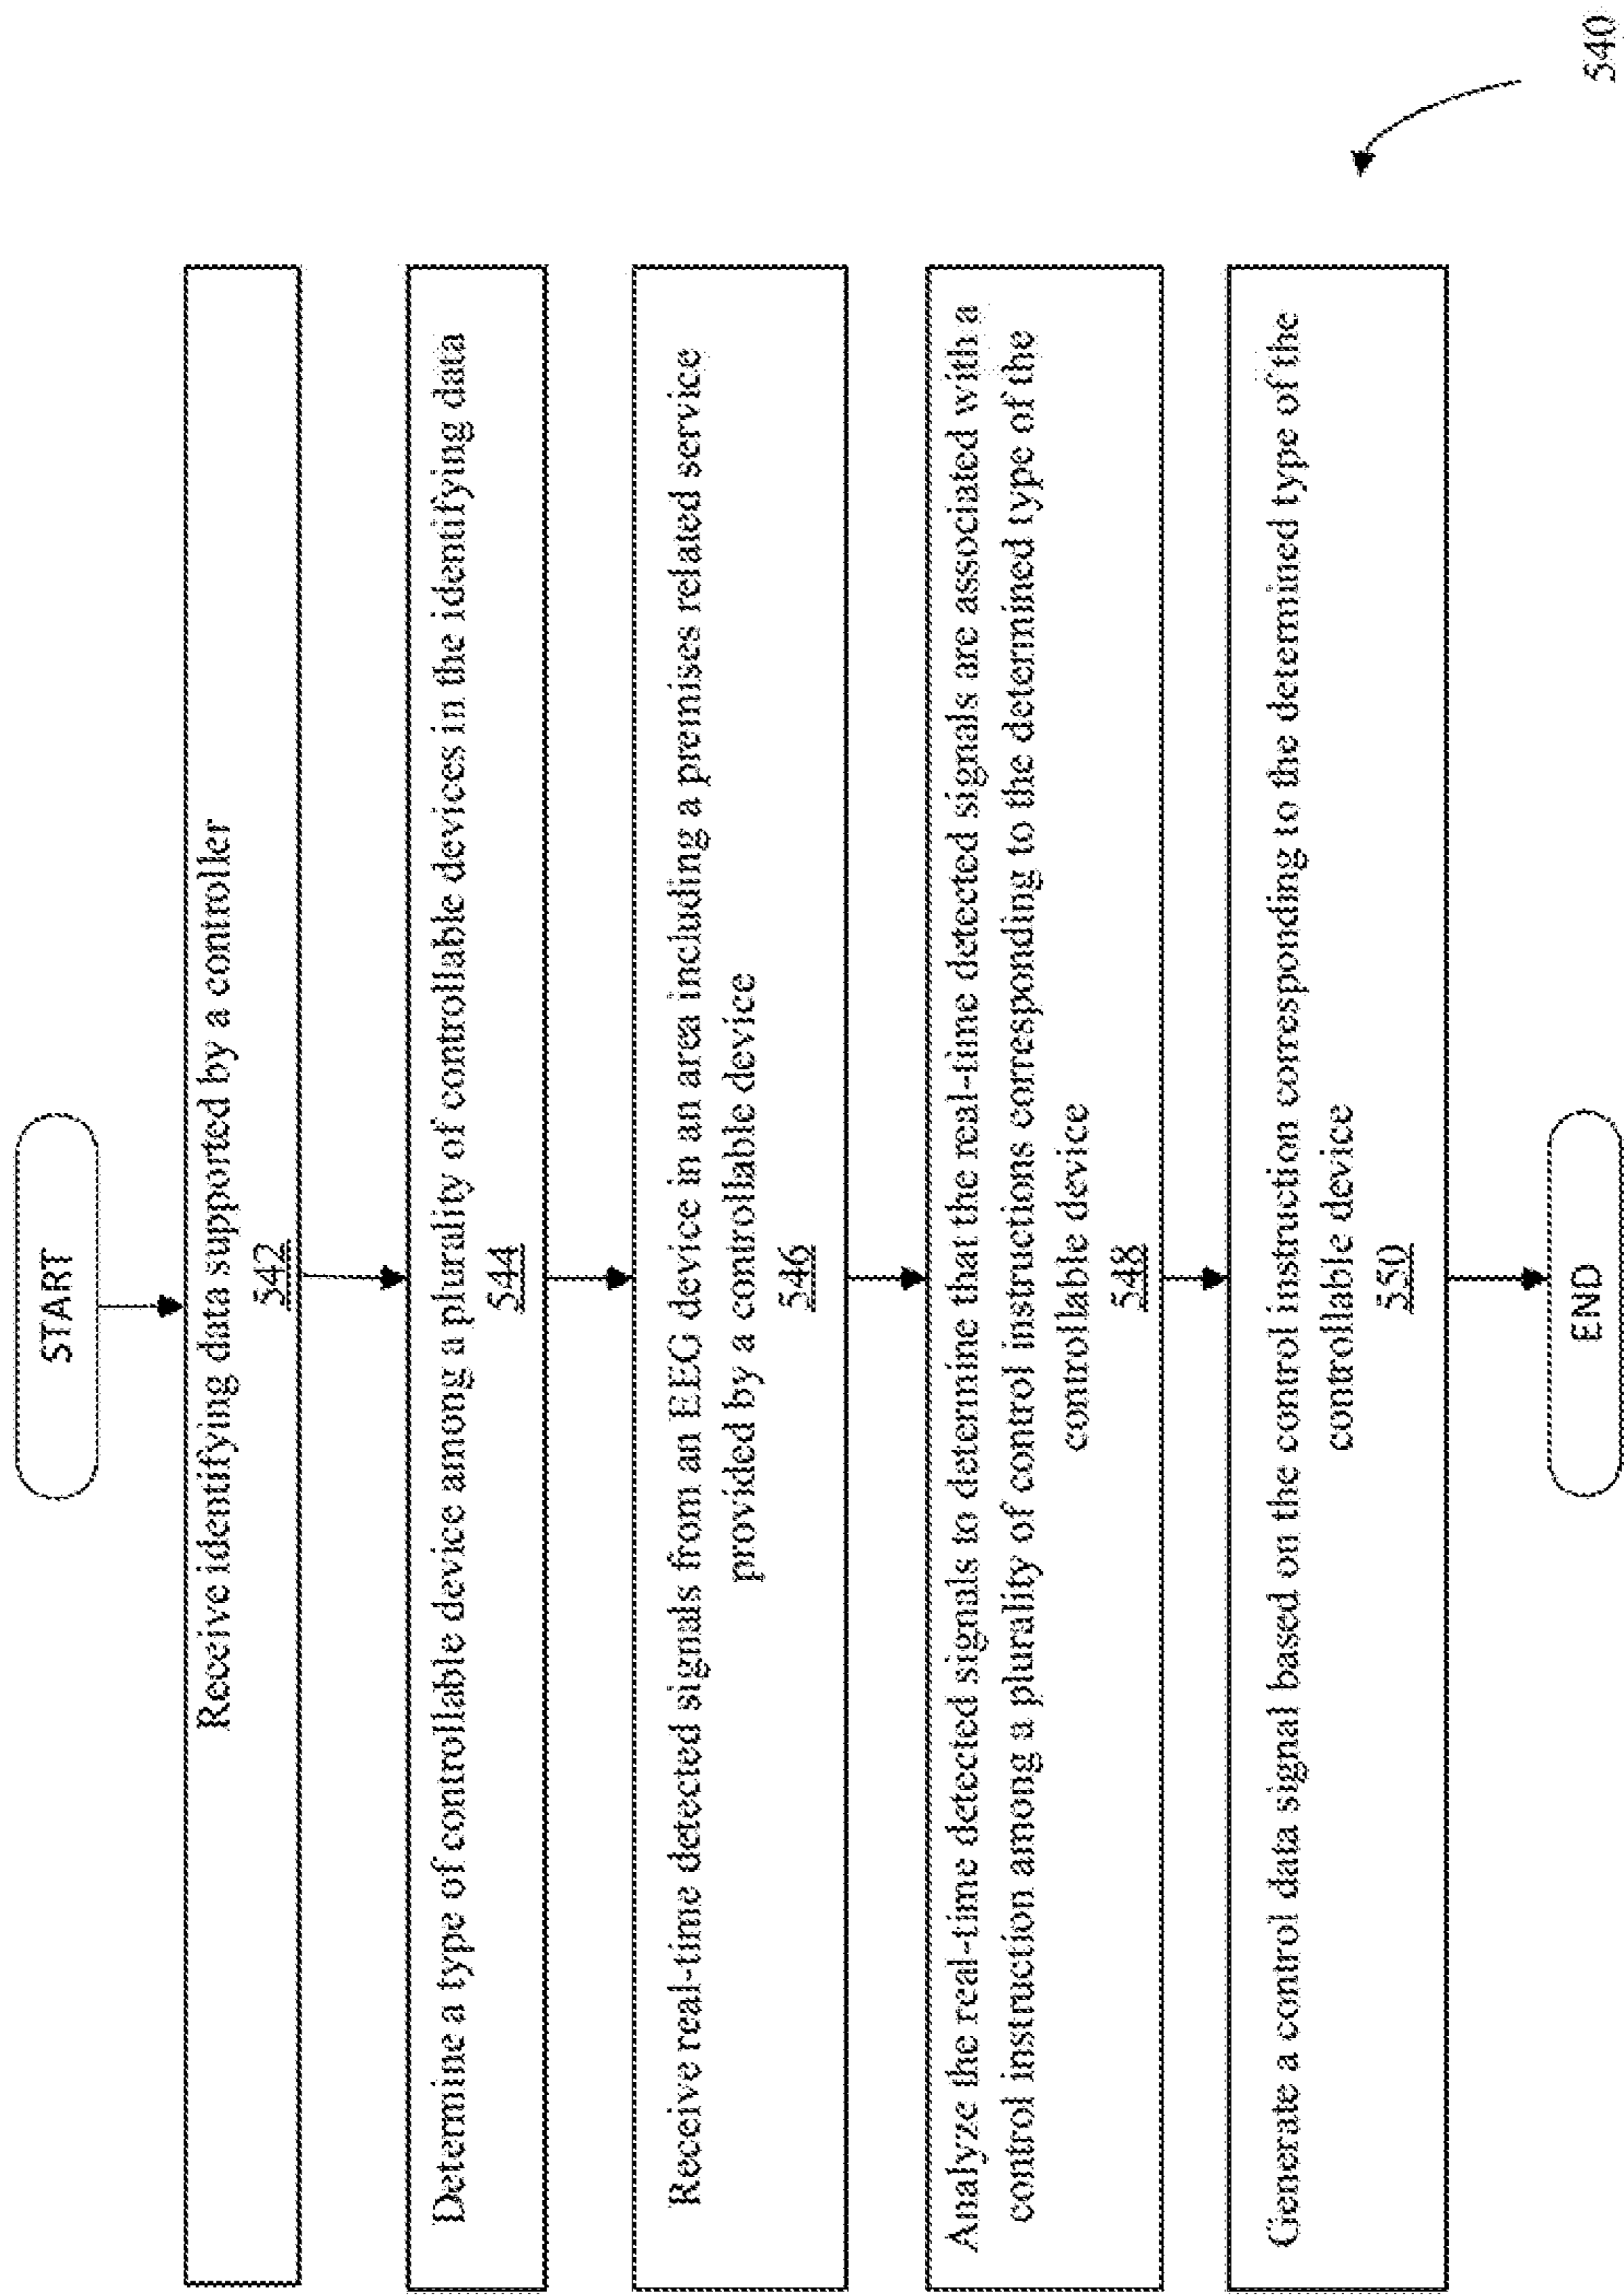 START
Receive identifying data supported by a controller
542
Determine a type of controllable device among a plurality of controllable devices in the identifying data
544
Receive real-time detected signals from an EEG device in an area including a premises related service
provided by a controllable device
546
Analyze the real-time detected signals to determine that the real-time detected signals are associated with a
control instruction among a plurality of control instructions corresponding to the determined type of the
controllable device
548
Generate a control data signal based on the control instruction corresponding to the determined type of the
controllable device
550
END
540